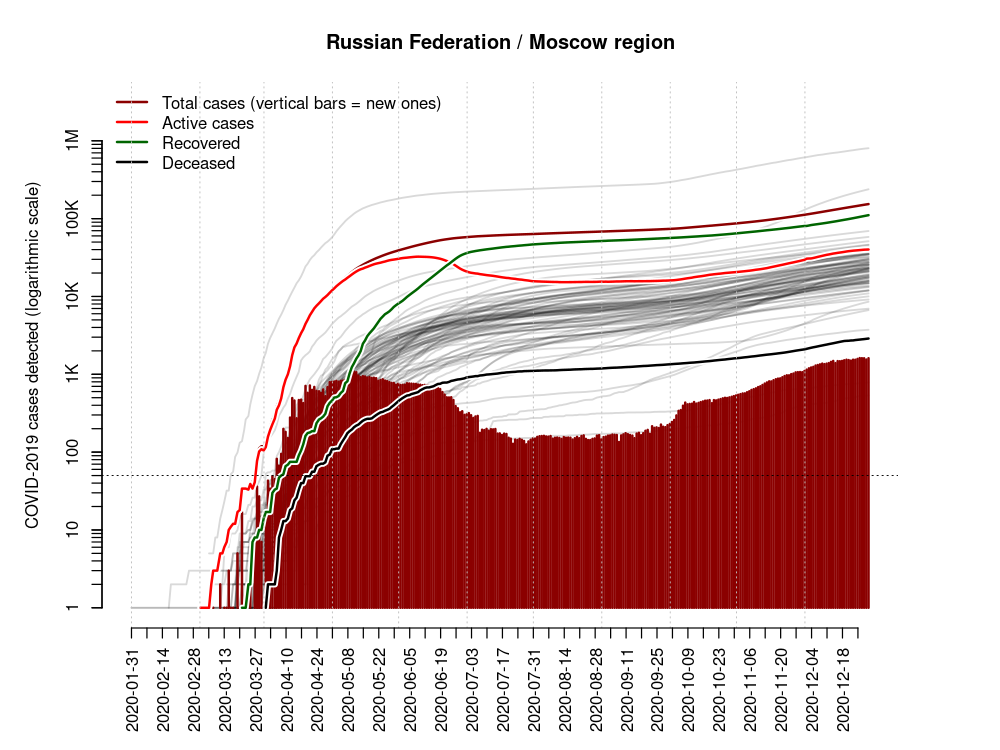 Russian Federation / Moscow region
Total cases (vertical bars = new ones)
Active cases
Recovered
Deceased
COVID-2019 cases detected (logarithmic scale)
1M
100K
10K
1K
100
10
1
2020-01-31
2020-02-14
2020-02-28
2020-03-13
2020-03-27
2020-04-10
2020-04-24
2020-05-08
2020-05-22
2020-06-05
2020-06-19
2020-07-03
2020-07-17
2020-07-31
2020-08-14
2020-08-28
2020-09-11
2020-09-25
2020-10-09
2020-10-23
2020-11-06
2020-11-20
2020-12-04
2020-12-18